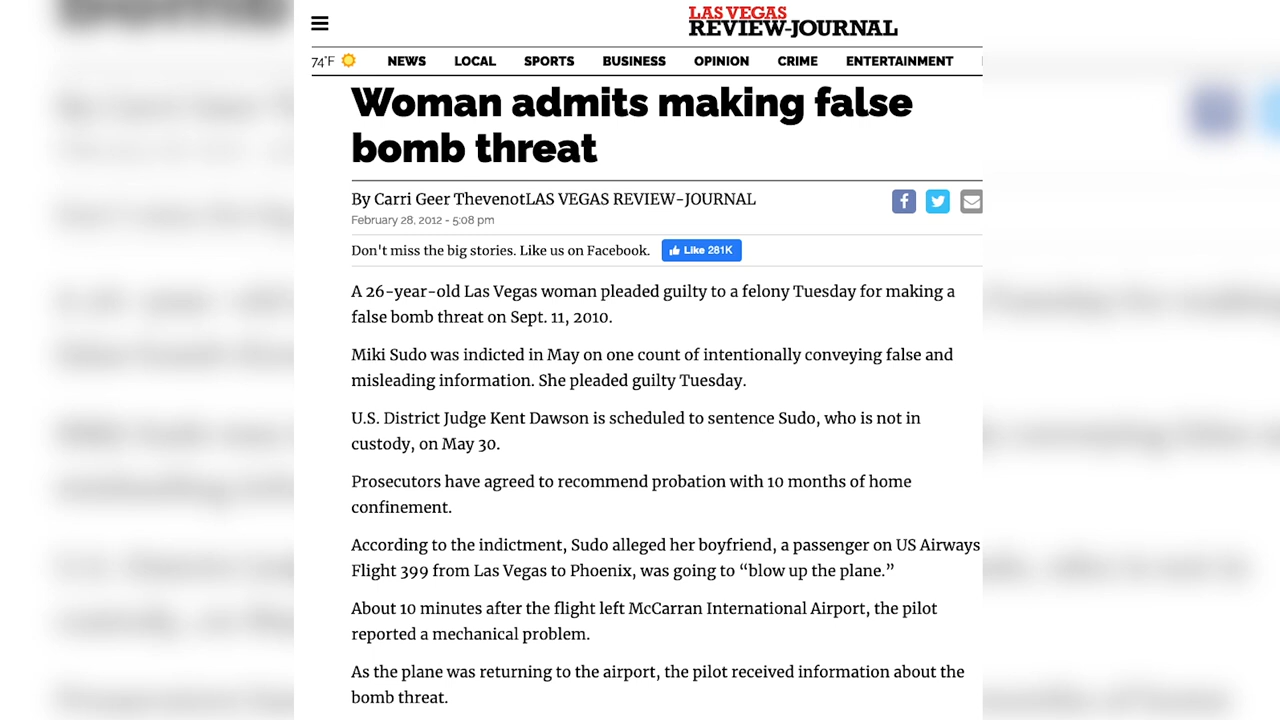 LAS VEGAS
REVIEW-JOURNAL
74°F NEWS LOCAL SPORTS BUSINESS OPINION CRIME ENTERTAINMENT
Woman admits making false
bomb threat
By Carri Geer ThevenotLAS VEGAS REVIEW-JOURNAL
February 28, 2012 - 5:08 pm
Don't miss the big stories. Like us on Facebook. Like 281K
A 26-year-old Las Vegas woman pleaded guilty to a felony Tuesday for making a
false bomb threat on Sept. 11, 2010.
Miki Sudo was indicted in May on one count of intentionally conveying false and
misleading information. She pleaded guilty Tuesday.
U.S. District Judge Kent Dawson is scheduled to sentence Sudo, who is not in
custody, on May 30.
Prosecutors have agreed to recommend probation with 10 months of home
confinement.
According to the indictment, Sudo alleged her boyfriend, a passenger on US Airways
Flight 399 from Las Vegas to Phoenix, was going to “blow up the plane.”
About 10 minutes after the flight left McCarran International Airport, the pilot
reported a mechanical problem.
As the plane was returning to the airport, the pilot received information about the
bomb threat.